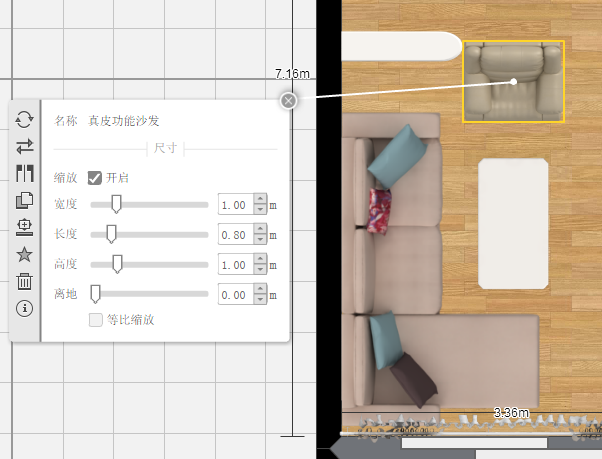 7.16m
名称 真皮功能沙发
尺寸
缩放 开启
宽度 1.00 m
长度 0.80 m
高度 1.00 m
离地 0.00 m
等比缩放
3.36m